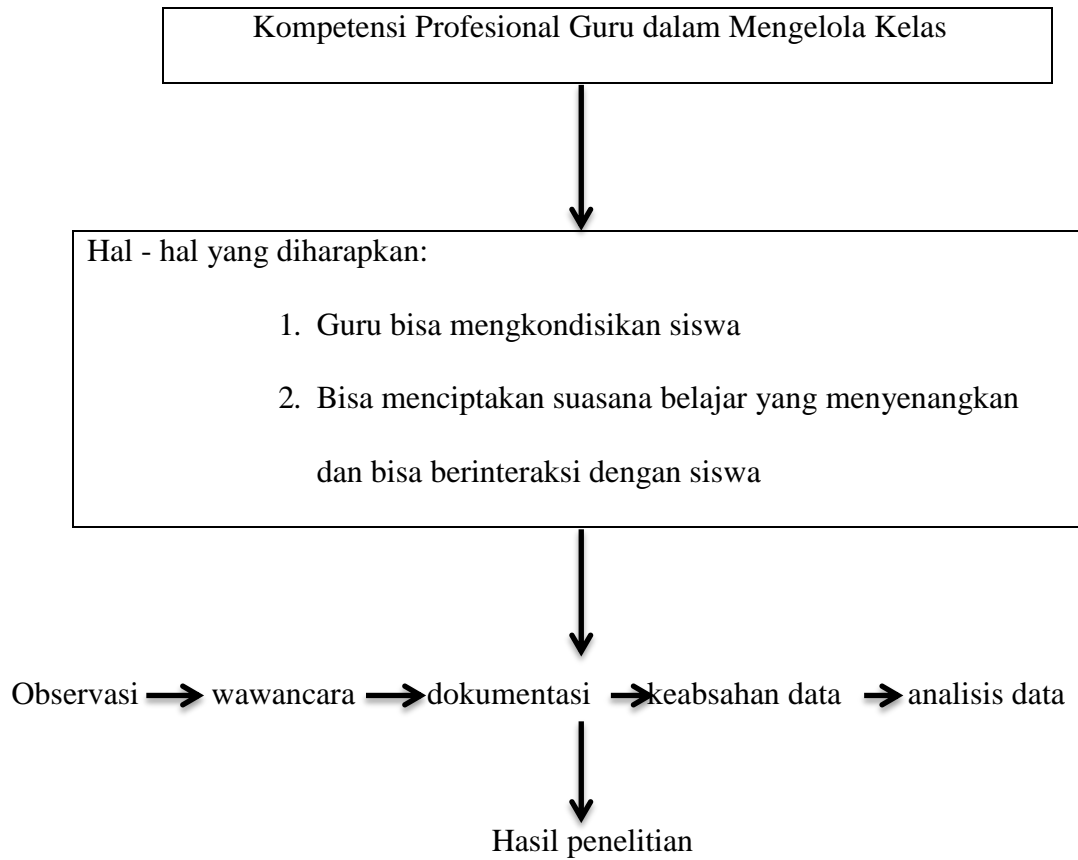 Kompetensi Profesional Guru dalam Mengelola Kelas
Hal - hal yang diharapkan:
1. Guru bisa mengkondisikan siswa
2. Bisa menciptakan suasana belajar yang menyenangkan
dan bisa berinteraksi dengan siswa
Observasi wawancara dokumentasi keabsahan data analisis data
Hasil penelitian